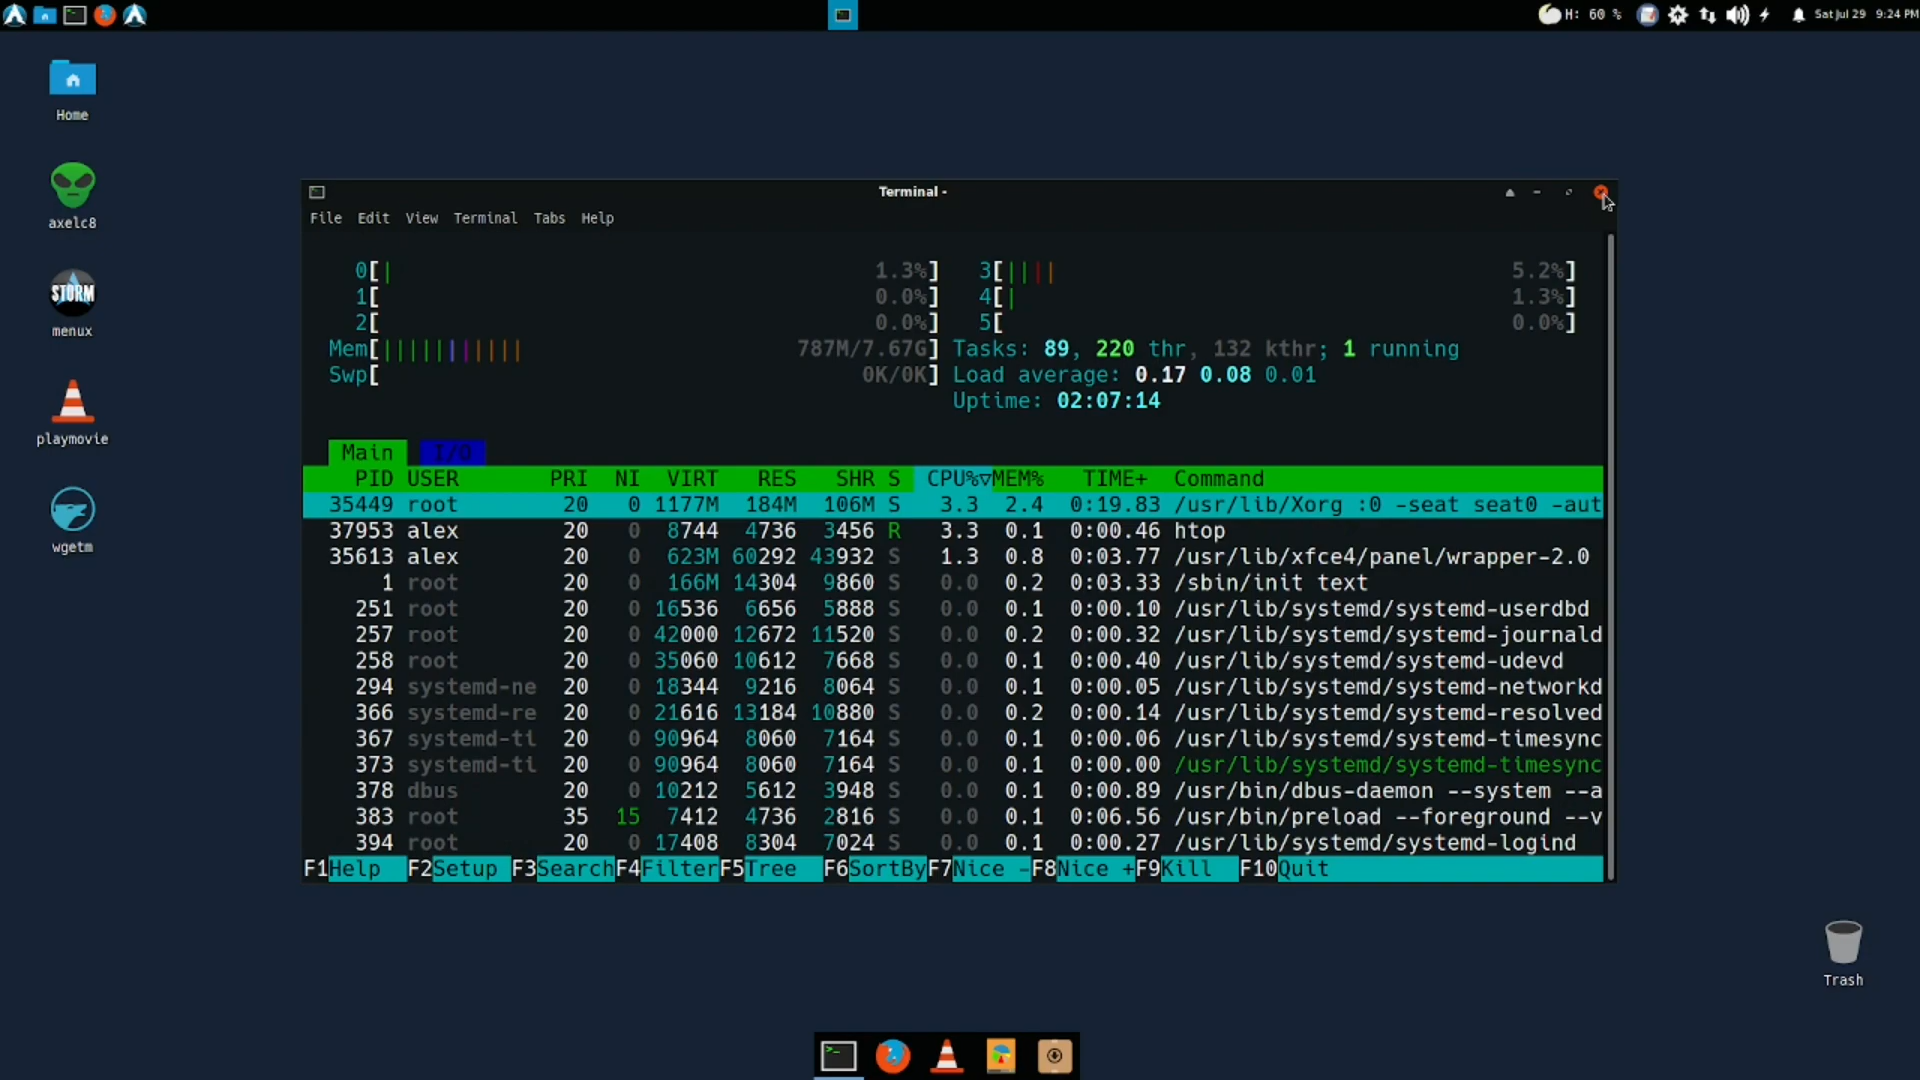 H: 60 %
Sat Jul 29 9:24 PM
Home
axelc8
STORM
menux
playmovie
wgetm
Trash
Terminal -
File Edit View Terminal Tabs Help
0[| 1.3%] 3[|||| 5.2%]
1[ 0.0%] 4[| 1.3%]
2[ 0.0%] 5[ 0.0%]
Mem[||||||||||| 787M/7.67G] Tasks: 89, 220 thr, 132 kthr; 1 running
Swp[ 0K/0K] Load average: 0.17 0.08 0.01
Uptime: 02:07:14
Main I/O
PID USER PRI NI VIRT RES SHR S CPU%▽MEM% TIME+ Command
35449 root 20 0 1177M 184M 106M S 3.3 2.4 0:19.83 /usr/lib/Xorg :0 -seat seat0 -aut
37953 alex 20 0 8744 4736 3456 R 3.3 0.1 0:00.46 htop
35613 alex 20 0 623M 60292 43932 S 1.3 0.8 0:03.77 /usr/lib/xfce4/panel/wrapper-2.0
1 root 20 0 166M 14304 9860 S 0.0 0.2 0:03.33 /sbin/init text
251 root 20 0 16536 6656 5888 S 0.0 0.1 0:00.10 /usr/lib/systemd/systemd-userdbd
257 root 20 0 42000 12672 11520 S 0.0 0.2 0:00.32 /usr/lib/systemd/systemd-journald
258 root 20 0 35060 10612 7668 S 0.0 0.1 0:00.40 /usr/lib/systemd/systemd-udevd
294 systemd-ne 20 0 18344 9216 8064 S 0.0 0.1 0:00.05 /usr/lib/systemd/systemd-networkd
366 systemd-re 20 0 21616 13184 10880 S 0.0 0.2 0:00.14 /usr/lib/systemd/systemd-resolved
367 systemd-ti 20 0 90964 8060 7164 S 0.0 0.1 0:00.06 /usr/lib/systemd/systemd-timesync
373 systemd-ti 20 0 90964 8060 7164 S 0.0 0.1 0:00.00 /usr/lib/systemd/systemd-timesync
378 dbus 20 0 10212 5612 3948 S 0.0 0.1 0:00.89 /usr/bin/dbus-daemon --system --a
383 root 35 15 7412 4736 2816 S 0.0 0.1 0:06.56 /usr/bin/preload --foreground --v
394 root 20 0 17408 8304 7024 S 0.0 0.1 0:00.27 /usr/lib/systemd/systemd-logind
F1Help F2Setup F3SearchF4FilterF5Tree F6SortByF7Nice -F8Nice +F9Kill F10Quit